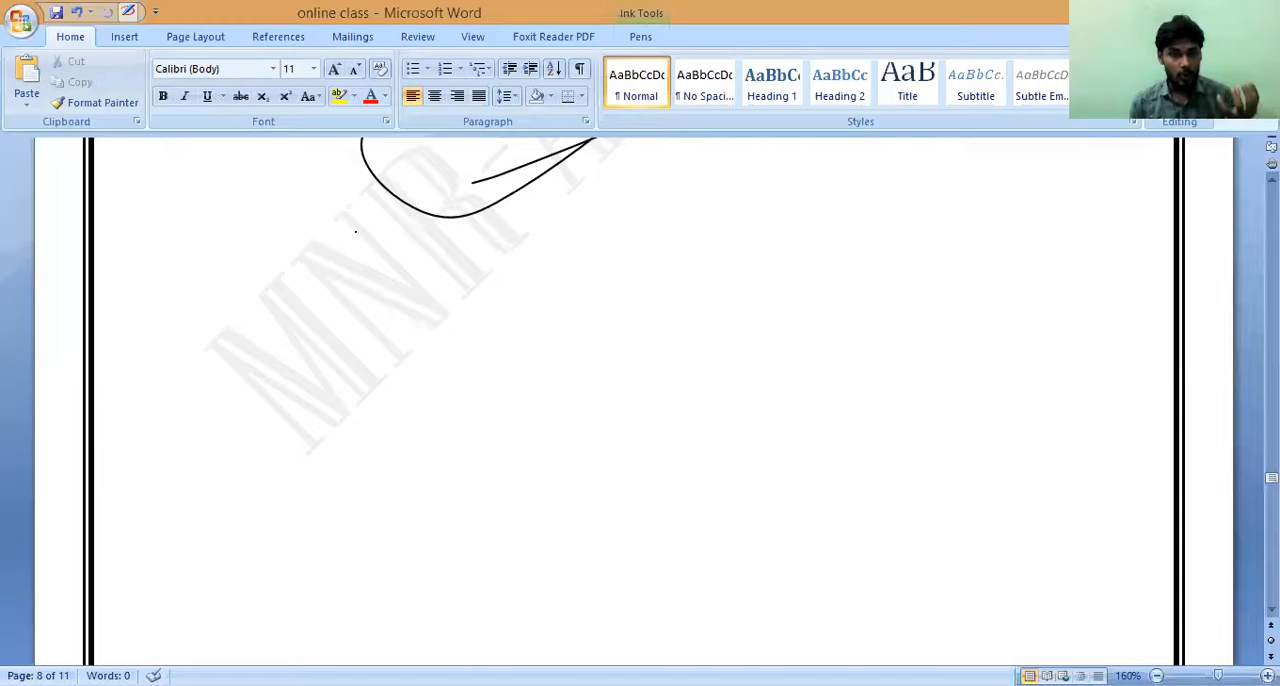 online class - Microsoft Word
Ink Tools
Home Insert Page Layout References Mailings Review View Foxit Reader PDF Pens
Paste
Cut
Copy
Format Painter
Clipboard
Calibri (Body) 11
Font
Paragraph
AaBbCcDc AaBbCcDc AaBbC AaBbCc AaB AaBbCc. AaBbCcDc
¶ Normal ¶ No Spaci... Heading 1 Heading 2 Title Subtitle Subtle Em...
Styles
Editing
MNR-
Page: 8 of 11 Words: 0
160%